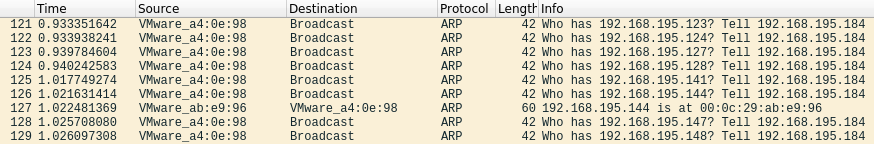 Time Source Destination Protocol Length Info
121 0.933351642 VMware_a4:0e:98 Broadcast ARP 42 Who has 192.168.195.123? Tell 192.168.195.184
122 0.933938241 VMware_a4:0e:98 Broadcast ARP 42 Who has 192.168.195.124? Tell 192.168.195.184
123 0.939784604 VMware_a4:0e:98 Broadcast ARP 42 Who has 192.168.195.127? Tell 192.168.195.184
124 0.940242583 VMware_a4:0e:98 Broadcast ARP 42 Who has 192.168.195.128? Tell 192.168.195.184
125 1.017749274 VMware_a4:0e:98 Broadcast ARP 42 Who has 192.168.195.141? Tell 192.168.195.184
126 1.021631414 VMware_a4:0e:98 Broadcast ARP 42 Who has 192.168.195.144? Tell 192.168.195.184
127 1.022481369 VMware_ab:e9:96 VMware_a4:0e:98 ARP 60 192.168.195.144 is at 00:0c:29:ab:e9:96
128 1.025708080 VMware_a4:0e:98 Broadcast ARP 42 Who has 192.168.195.147? Tell 192.168.195.184
129 1.026097308 VMware_a4:0e:98 Broadcast ARP 42 Who has 192.168.195.148? Tell 192.168.195.184